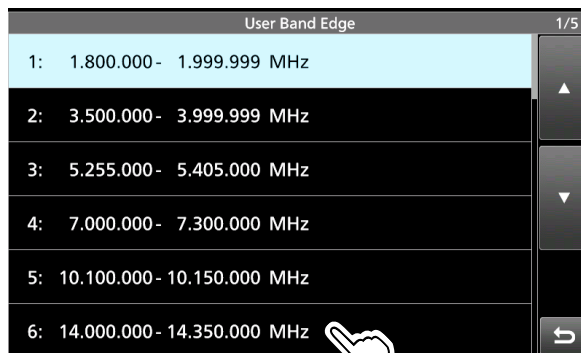 User Band Edge 1/5
1: 1.800.000 - 1.999.999 MHz
2: 3.500.000 - 3.999.999 MHz
3: 5.255.000 - 5.405.000 MHz
4: 7.000.000 - 7.300.000 MHz
5: 10.100.000 - 10.150.000 MHz
6: 14.000.000 - 14.350.000 MHz